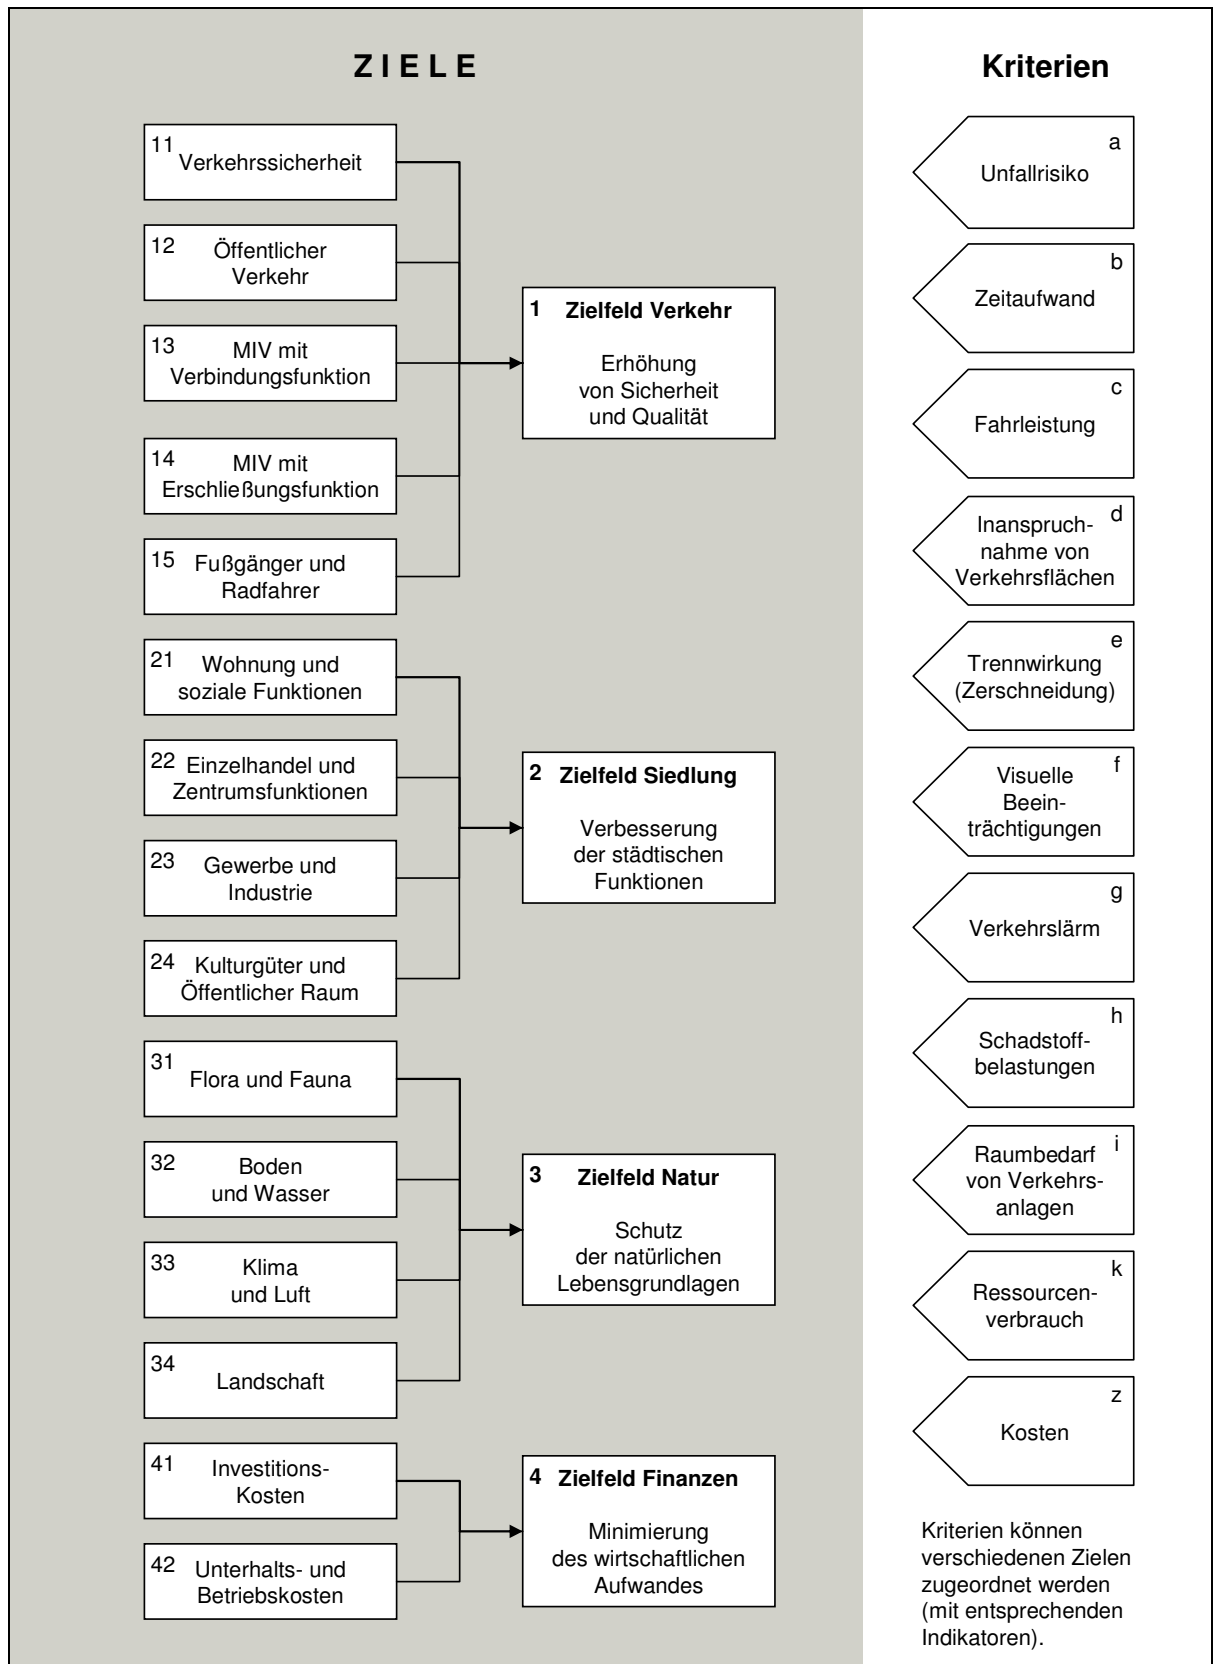 Z I E L E
11
Verkehrssicherheit
12
Öffentlicher
Verkehr
13
MIV mit
Verbindungsfunktion
14
MIV mit
Erschließungsfunktion
15
Fußgänger und
Radfahrer
1 Zielfeld Verkehr
Erhöhung
von Sicherheit
und Qualität
21
Wohnung und
soziale Funktionen
22
Einzelhandel und
Zentrumsfunktionen
23
Gewerbe und
Industrie
24
Kulturgüter und
Öffentlicher Raum
2 Zielfeld Siedlung
Verbesserung
der städtischen
Funktionen
31
Flora und Fauna
32
Boden
und Wasser
33
Klima
und Luft
34
Landschaft
3 Zielfeld Natur
Schutz
der natürlichen
Lebensgrundlagen
41
Investitions-
Kosten
42
Unterhalts- und
Betriebskosten
4 Zielfeld Finanzen
Minimierung
des wirtschaftlichen
Aufwandes
Kriterien
a
Unfallrisiko
b
Zeitaufwand
c
Fahrleistung
d
Inanspruch-
nahme von
Verkehrsflächen
e
Trennwirkung
(Zerschneidung)
f
Visuelle
Beein-
trächtigungen
g
Verkehrslärm
h
Schadstoff-
belastungen
i
Raumbedarf
von Verkehrs-
anlagen
k
Ressourcen-
verbrauch
z
Kosten
Kriterien können
verschiedenen Zielen
zugeordnet werden
(mit entsprechenden
Indikatoren).